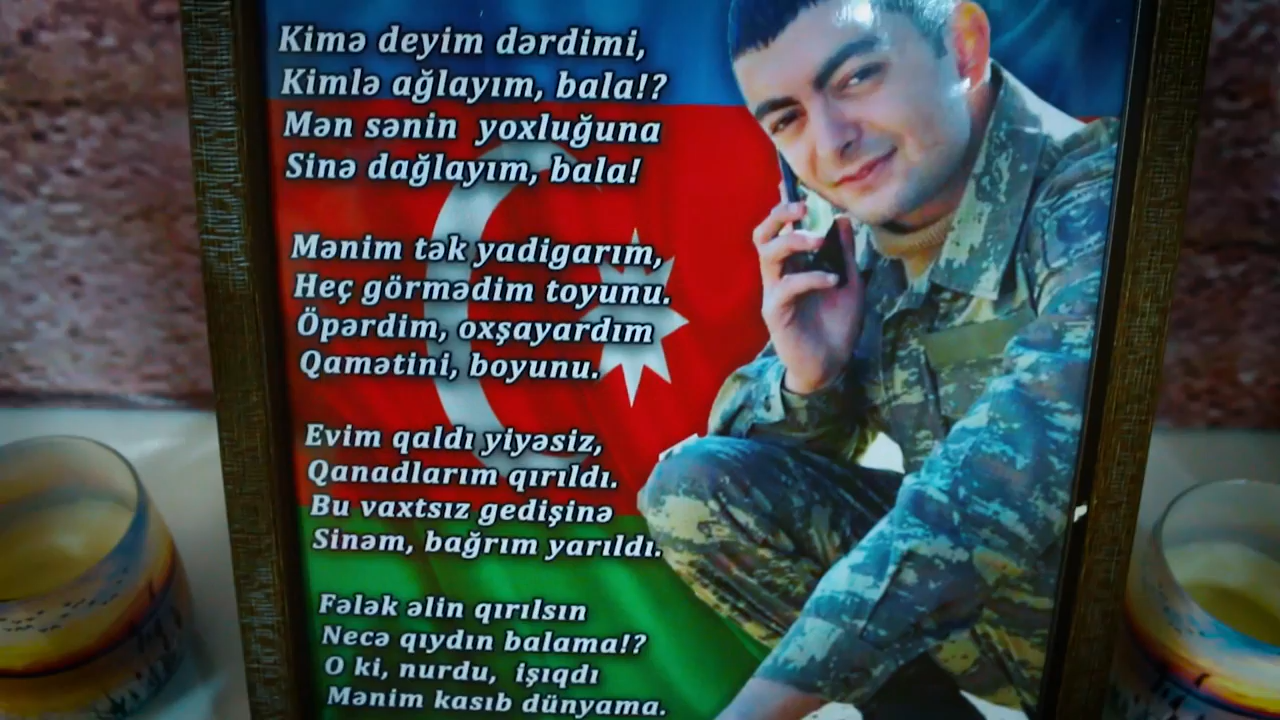 Kimə deyim dərdimi,
Kimlə ağlayım, bala!?
Mən sənin yoxluğuna
Sinə dağlayım, bala!
Mənim tək yadigarım,
Heç görmədim toyunu.
Öpərdim, oxşayardım
Qamətini, boyunu.
Evim qaldı yiyəsiz,
Qanadlarım qırıldı.
Bu vaxtsız gedişinə
Sinəm, bağrım yarıldı.
Fələk əlin qırılsın
Necə qıydın balama!?
O ki, nurdu, işıqdı
Mənim kasıb dünyama.